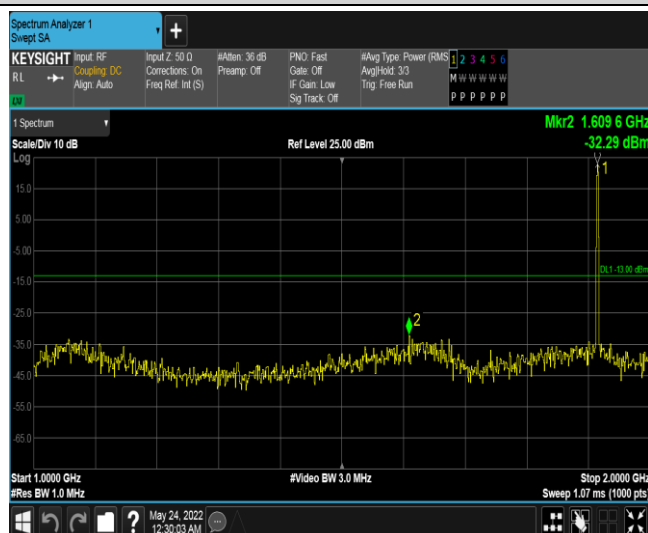 Spectrum Analyzer 1
Swept SA
+
KEYSIGHT
RL
LXI
Input: RF
Coupling: DC
Align: Auto
Input Z: 50 Ω
Corrections: On
Freq Ref: Int (S)
#Atten: 36 dB
Preamp: Off
PNO: Fast
Gate: Off
IF Gain: Low
Sig Track: Off
#Avg Type: Power (RMS
Avg|Hold: 3/3
Trig: Free Run
1 2 3 4 5 6
M W W W W W
P P P P P P
1 Spectrum
Mkr2 1.609 6 GHz
Scale/Div 10 dB
Ref Level 25.00 dBm
-32.29 dBm
Log
15.0
5.00
-5.00
-15.0
-25.0
-35.0
-45.0
-55.0
-65.0
1
DL1 -13.00 dBm
2
Start 1.0000 GHz
#Video BW 3.0 MHz
Stop 2.0000 GHz
#Res BW 1.0 MHz
Sweep 1.07 ms (1000 pts)
?
May 24, 2022
12:30:03 AM